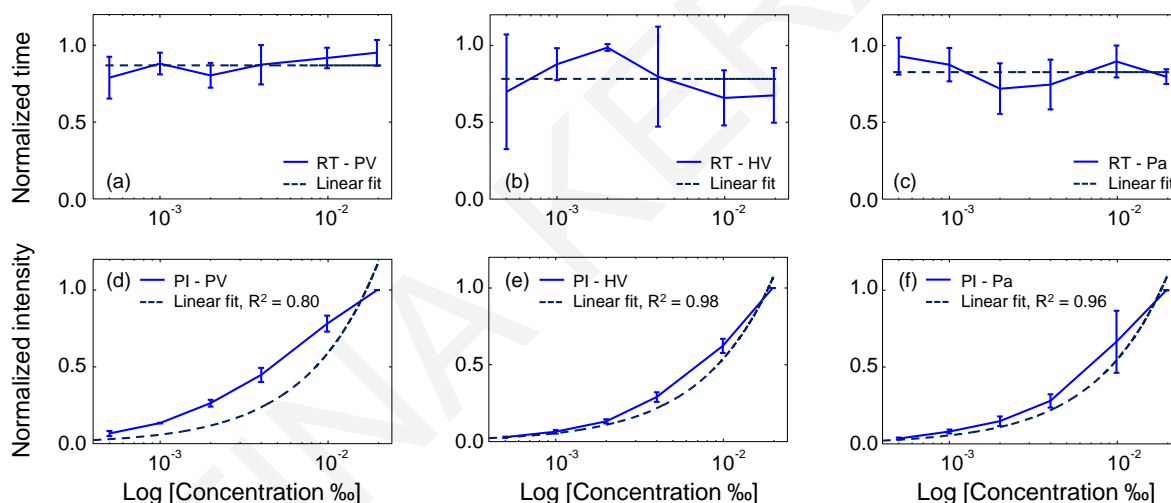 Normalized time
1.0
0.5
0.0
(a)
RT - PV
Linear fit
10⁻³
10⁻²
1.0
0.5
0.0
(b)
RT - HV
Linear fit
10⁻³
10⁻²
1.0
0.5
0.0
(c)
RT - Pa
Linear fit
10⁻³
10⁻²
Normalized intensity
1.0
0.5
0.0
(d)
PI - PV
Linear fit, R² = 0.80
10⁻³
10⁻²
Log [Concentration ‰]
1.0
0.5
0.0
(e)
PI - HV
Linear fit, R² = 0.98
10⁻³
10⁻²
Log [Concentration ‰]
1.0
0.5
0.0
(f)
PI - Pa
Linear fit, R² = 0.96
10⁻³
10⁻²
Log [Concentration ‰]